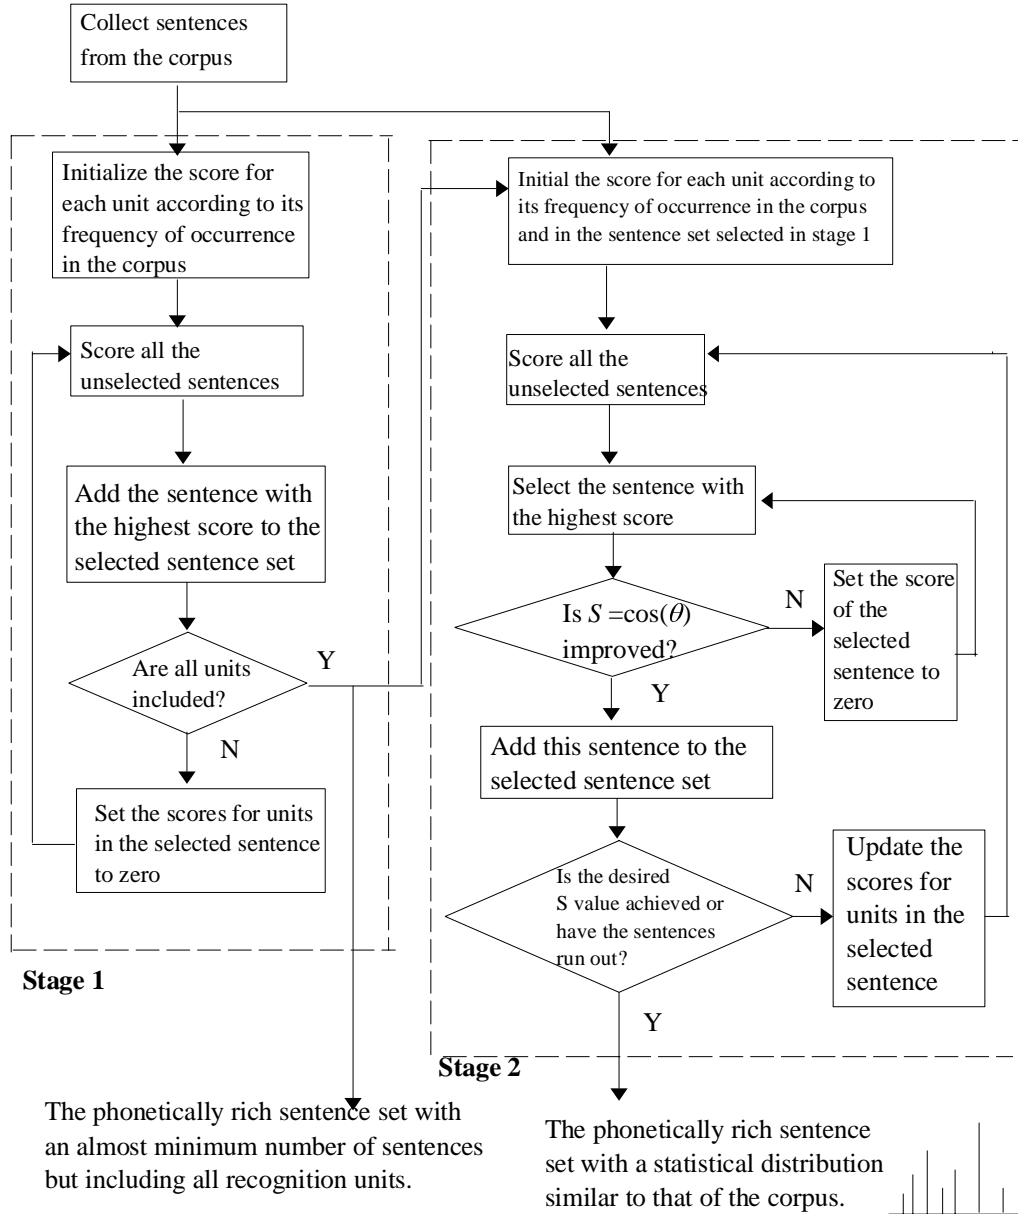 Collect sentences
from the corpus
Initialize the score for
each unit according to its
frequency of occurrence
in the corpus
Score all the
unselected sentences
Add the sentence with
the highest score to the
selected sentence set
Are all units
included?
Y
N
Set the scores for units
in the selected sentence
to zero
Stage 1
The phonetically rich sentence set with
an almost minimum number of sentences
but including all recognition units.
Initial the score for each unit according to
its frequency of occurrence in the corpus
and in the sentence set selected in stage 1
Score all the
unselected sentences
Select the sentence with
the highest score
Is S =cos(θ)
improved?
N
Set the score
of the
selected
sentence to
zero
Y
Add this sentence to the
selected sentence set
Is the desired
S value achieved or
have the sentences
run out?
N
Update the
scores for
units in the
selected
sentence
Y
Stage 2
The phonetically rich sentence
set with a statistical distribution
similar to that of the corpus.